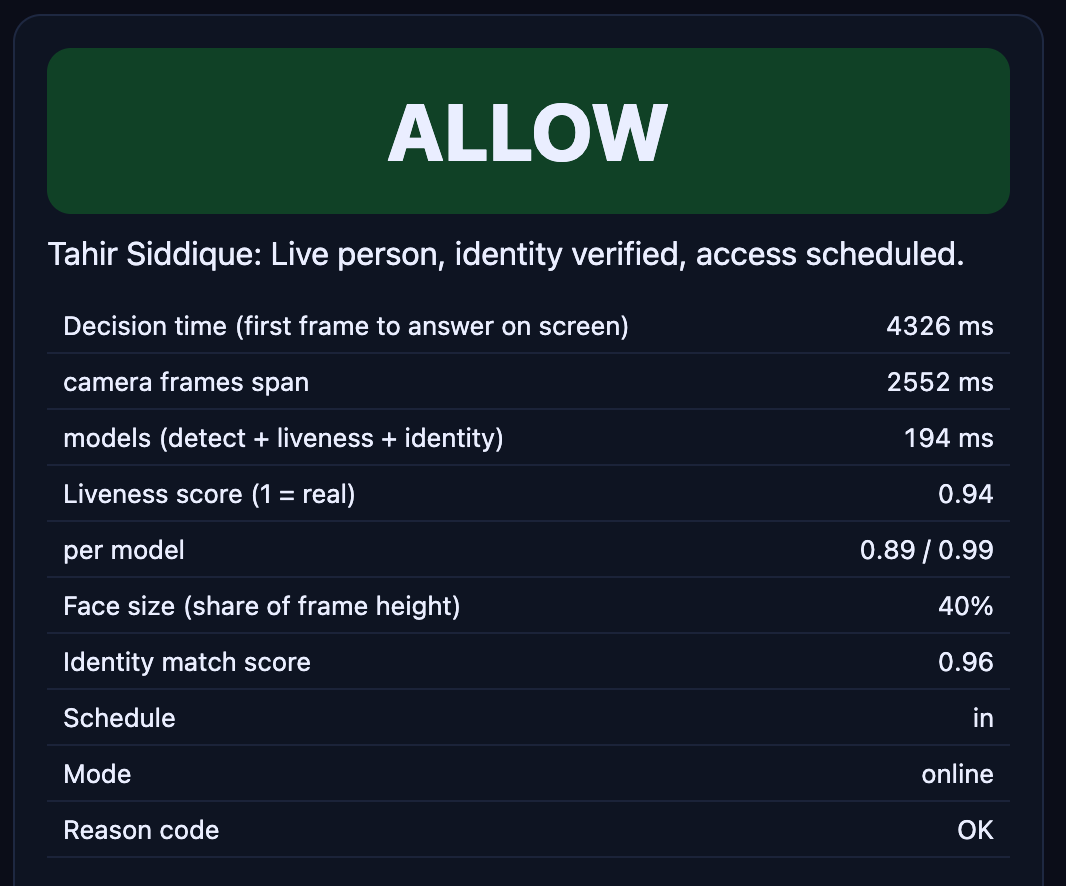 ALLOW
Tahir Siddique: Live person, identity verified, access scheduled.
Decision time (first frame to answer on screen) 4326 ms
camera frames span 2552 ms
models (detect + liveness + identity) 194 ms
Liveness score (1 = real) 0.94
per model 0.89 / 0.99
Face size (share of frame height) 40%
Identity match score 0.96
Schedule in
Mode online
Reason code OK